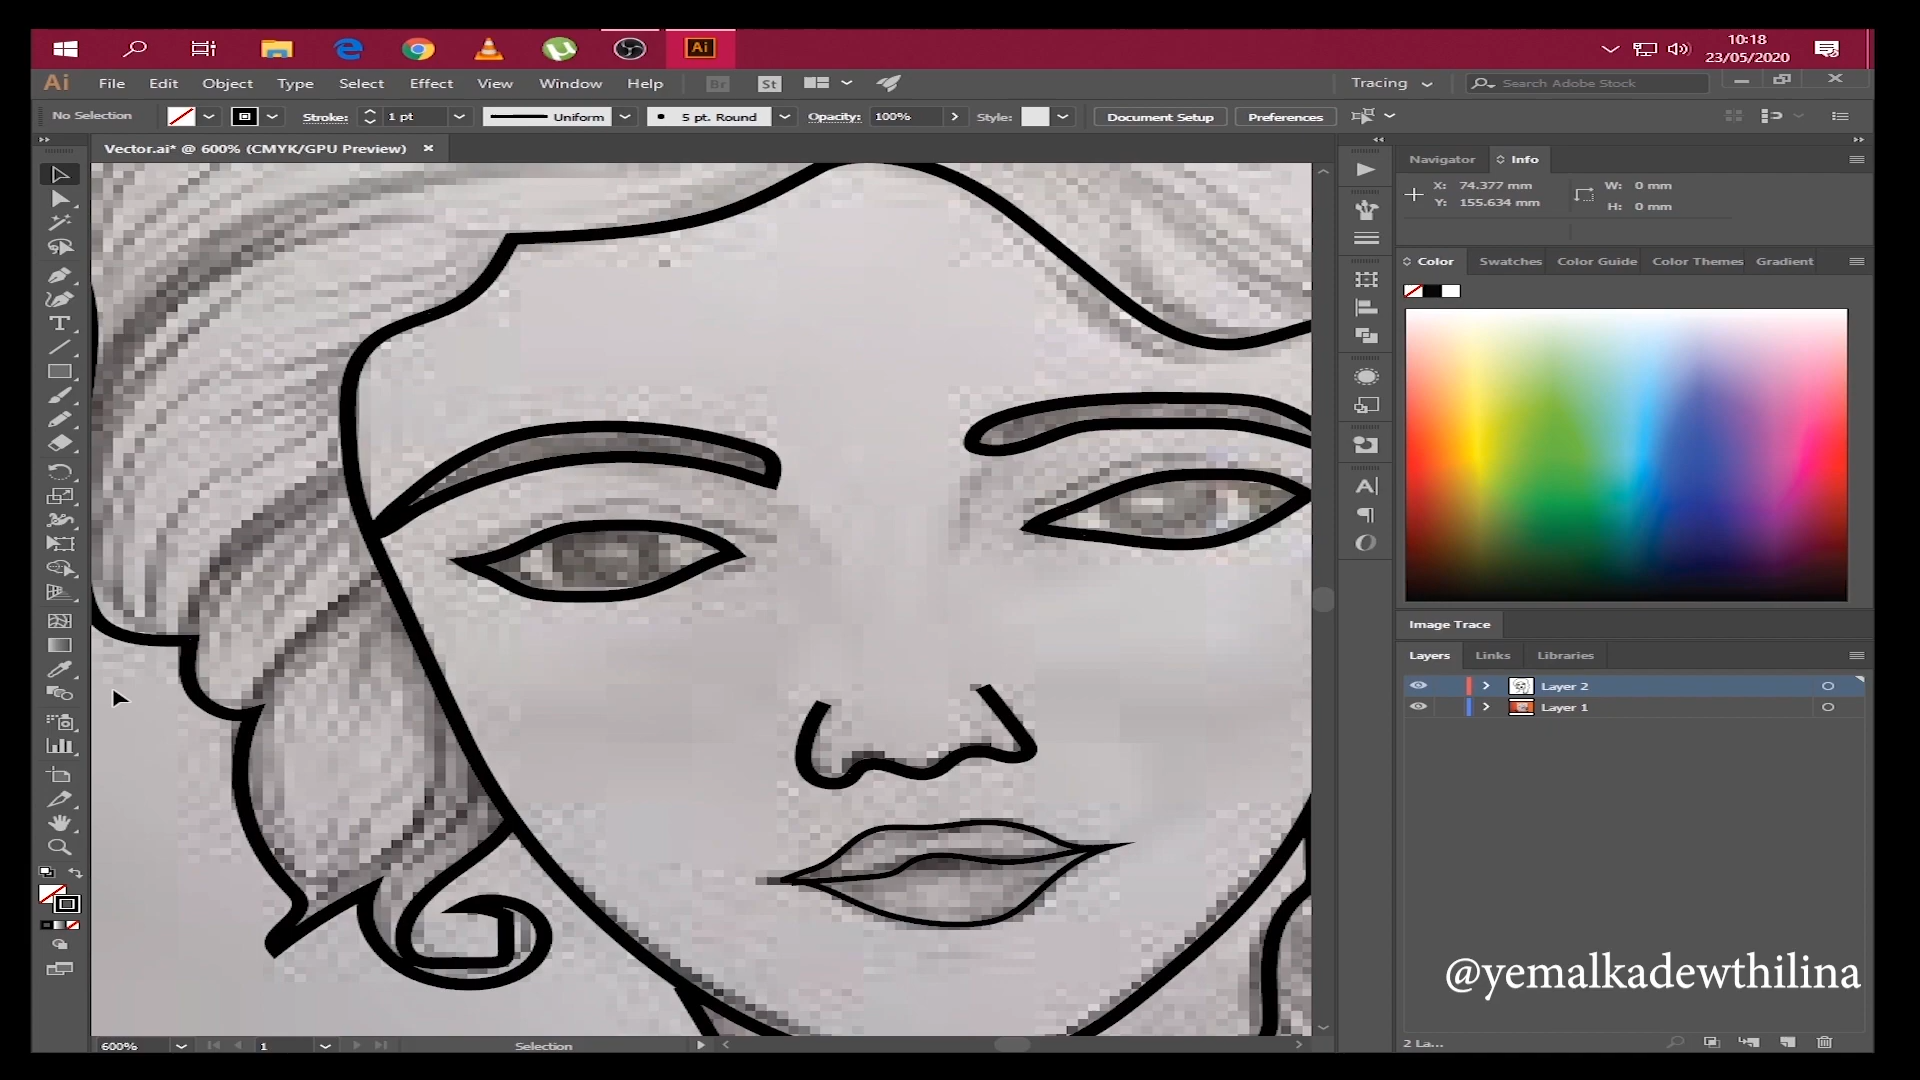 Ai
10:18
23/05/2020
Ai File Edit Object Type Select Effect View Window Help Br St Tracing Search Adobe Stock
No Selection Stroke: 1 pt Uniform 5 pt. Round Opacity: 100% Style: Document Setup Preferences
Vector.ai* @ 600% (CMYK/GPU Preview)
Navigator Info
X: 74.377 mm W: 0 mm
Y: 155.634 mm H: 0 mm
Color Swatches Color Guide Color Themes Gradient
Image Trace
Layers Links Libraries
Layer 2
Layer 1
@yemalkadewthilina
600% 1 Selection 2 La...